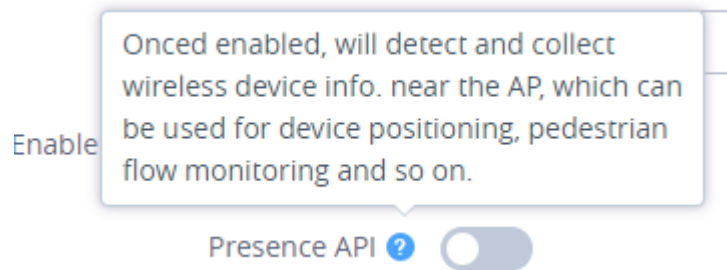 Onced enabled, will detect and collect
wireless device info. near the AP, which can
be used for device positioning, pedestrian
flow monitoring and so on.
Enable
Presence API ?